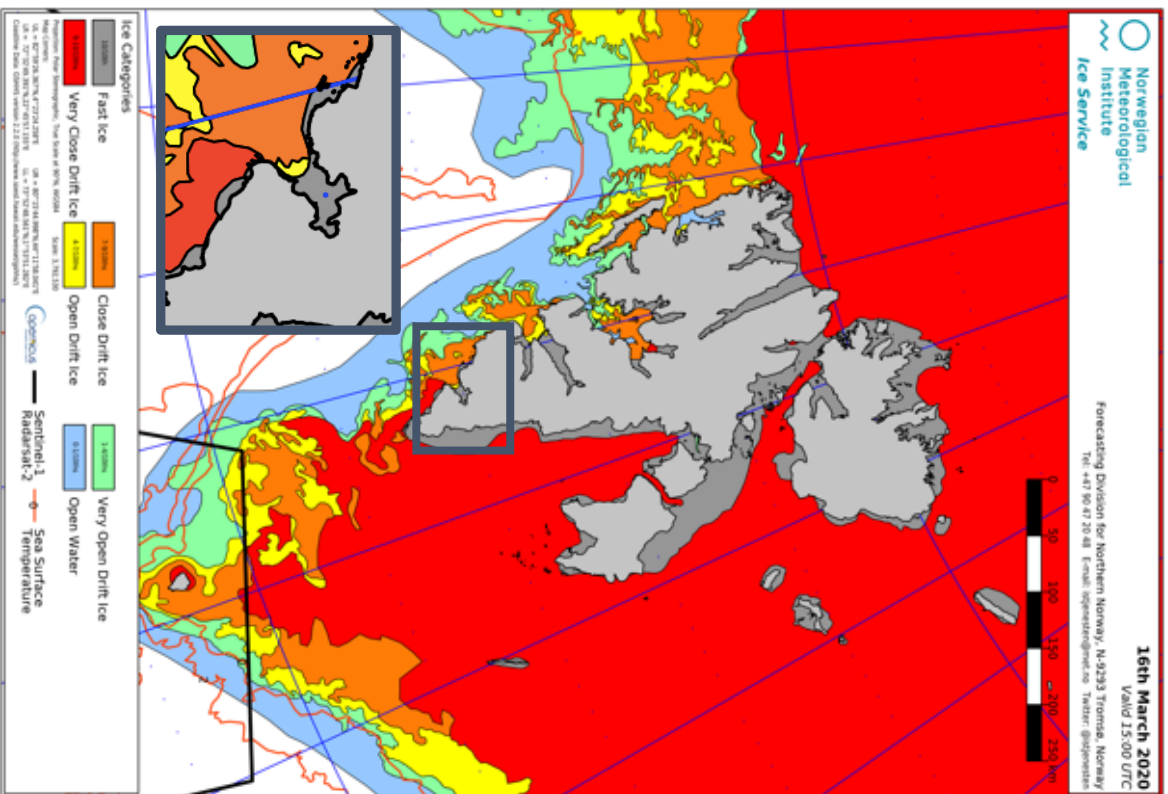 Norwegian
Meteorological
Institute
Ice Service
16th March 2020
Valid 15:00 UTC
Forecasting Division for Northern Norway, N-9293 Tromsø, Norway
Tel: +47 90 47 20 48 E-mail: istjenesten@met.no Twitter: @istjenesten
0 50 100 150 200 250 km
Ice Categories
Fast Ice
Close Drift Ice
Very Open Drift Ice
Very Close Drift Ice
Open Drift Ice
Open Water
opernicus
Sentinel-1
Radarsat-2
Sea Surface
Temperature